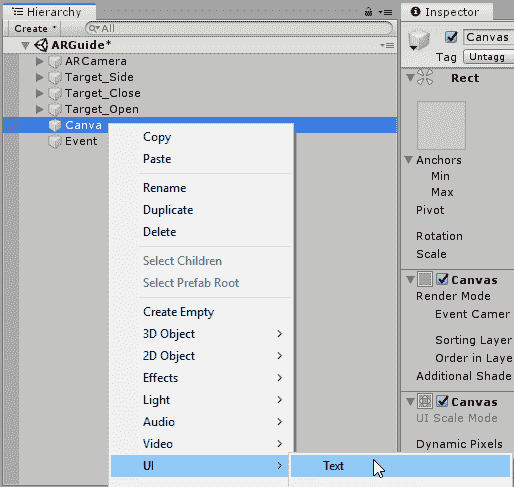 Hierarchy
Create
All
ARGuide*
ARCamera
Target_Side
Target_Close
Target_Open
Canva
Event
Copy
Paste
Rename
Duplicate
Delete
Select Children
Select Prefab Root
Create Empty
3D Object
2D Object
Effects
Light
Audio
Video
UI
Text
Inspector
Canvas
Tag Untagg
Rect
Anchors
Min
Max
Pivot
Rotation
Scale
Canvas
Render Mode
Event Camer
Sorting Layer
Order in Laye
Additional Shade
Canvas
UI Scale Mode
Dynamic Pixels